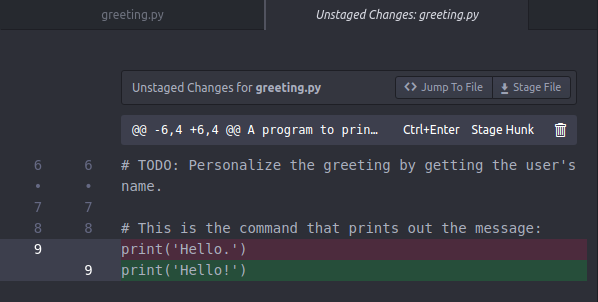 greeting.py
Unstaged Changes: greeting.py
Unstaged Changes for greeting.py
Jump To File
Stage File
@@ -6,4 +6,4 @@ A program to prin…
Ctrl+Enter
Stage Hunk
6 6 # TODO: Personalize the greeting by getting the user's
• • name.
7 7
8 8 # This is the command that prints out the message:
9 print('Hello.')
9 print('Hello!')